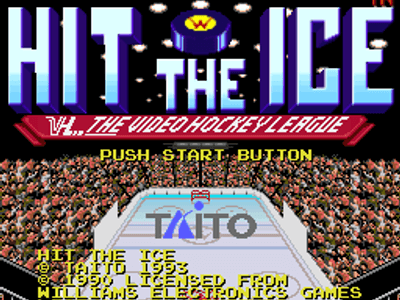 HIT THE ICE
W
VHL... THE VIDEO HOCKEY LEAGUE
PUSH START BUTTON
TAITO
HIT THE ICE
© TAITO 1993
© 1990 LICENSED FROM
WILLIAMS ELECTRONICS GAMES